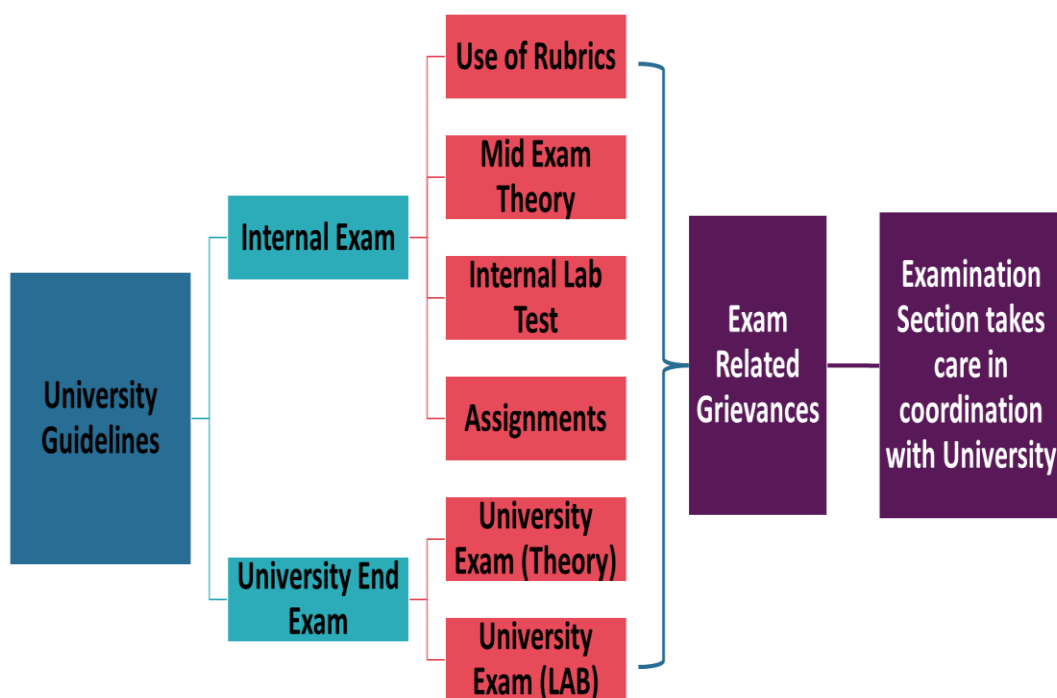 University
Guidelines
Internal Exam
University End
Exam
Use of Rubrics
Mid Exam
Theory
Internal Lab
Test
Assignments
University
Exam (Theory)
University
Exam (LAB)
Exam
Related
Grievances
Examination
Section takes
care in
coordination
with University